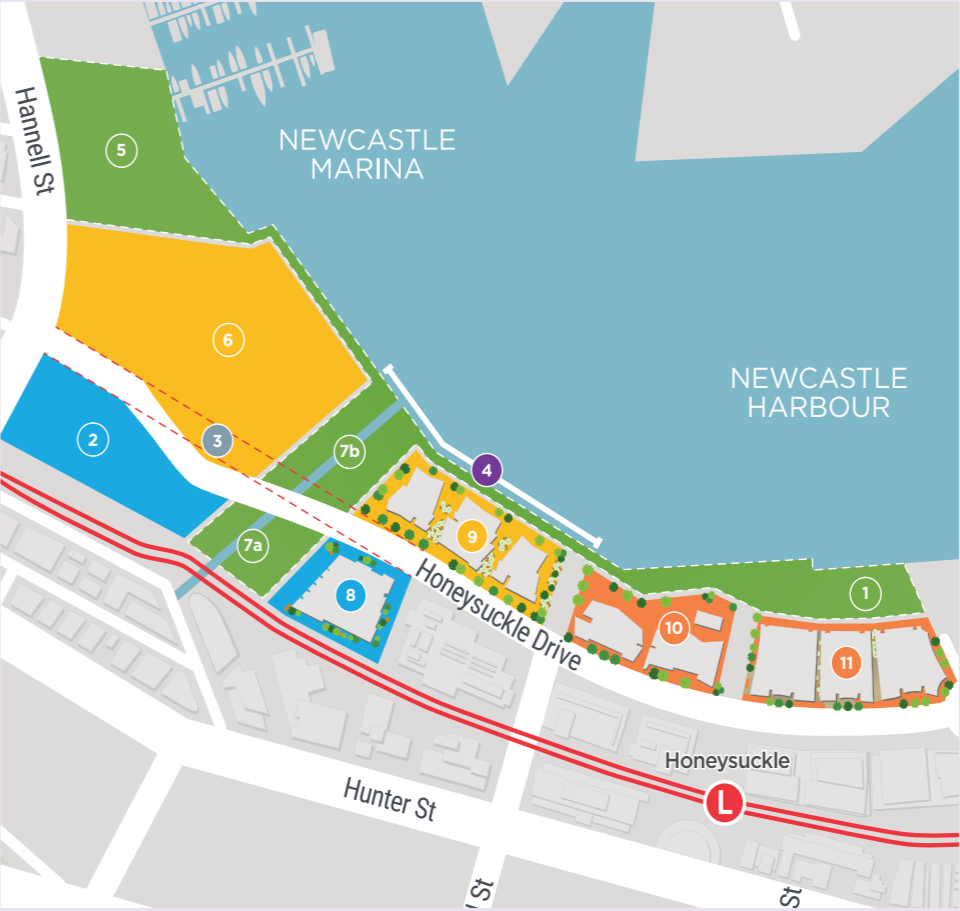 Hannell St
5
NEWCASTLE
MARINA
6
NEWCASTLE
HARBOUR
2
3
7b
4
9
7a
8
Honeysuckle Drive
1
10
11
Honeysuckle
L
Hunter St
St
St